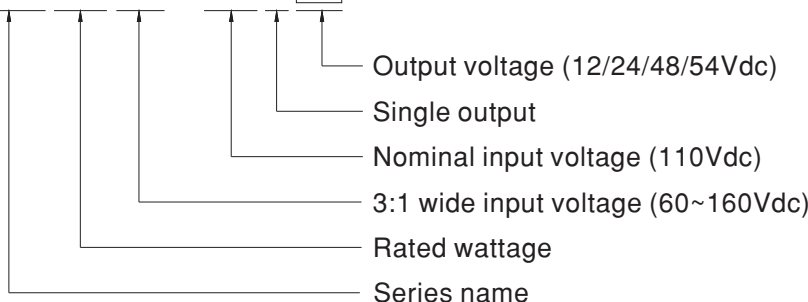 Output voltage (12/24/48/54Vdc)
Single output
Nominal input voltage (110Vdc)
3:1 wide input voltage (60~160Vdc)
Rated wattage
Series name